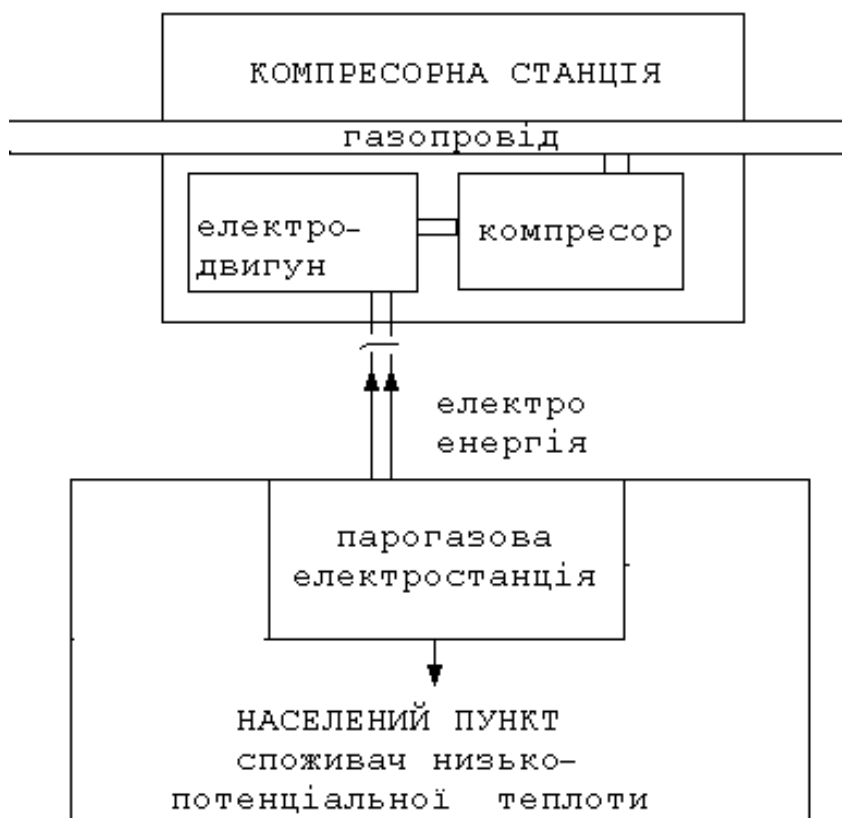 КОМПРЕСОРНА СТАНЦІЯ
газопровід
електро-
двигун
компресор
електро
енергія
парогазова
електростанція
НАСЕЛЕНИЙ ПУНКТ
споживач низько-
потенціальної теплоти